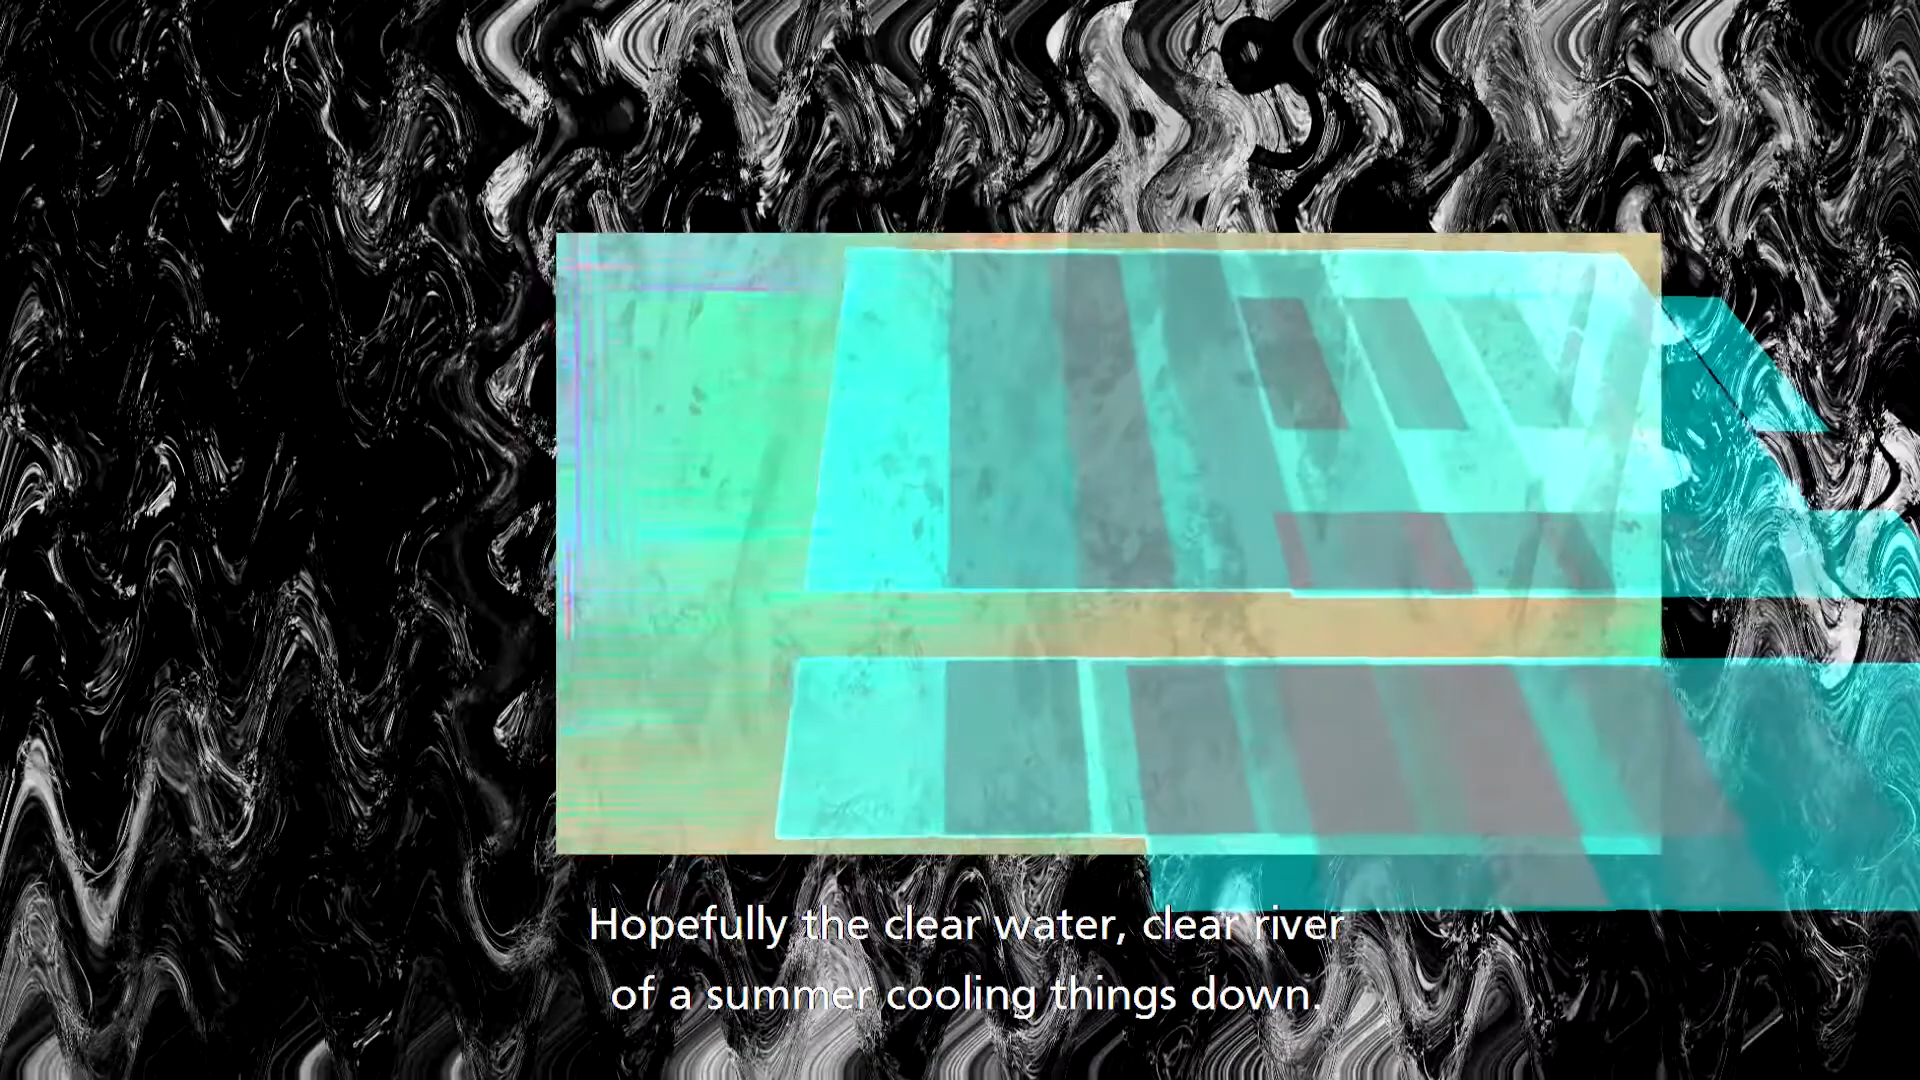 Hopefully the clear water, clear river
of a summer cooling things down.